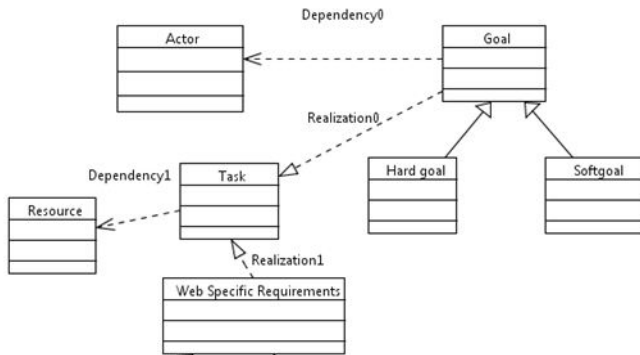 Dependency0
Actor
Goal
Realization0
Hard goal
Softgoal
Dependency1
Task
Resource
Realization1
Web Specific Requirements